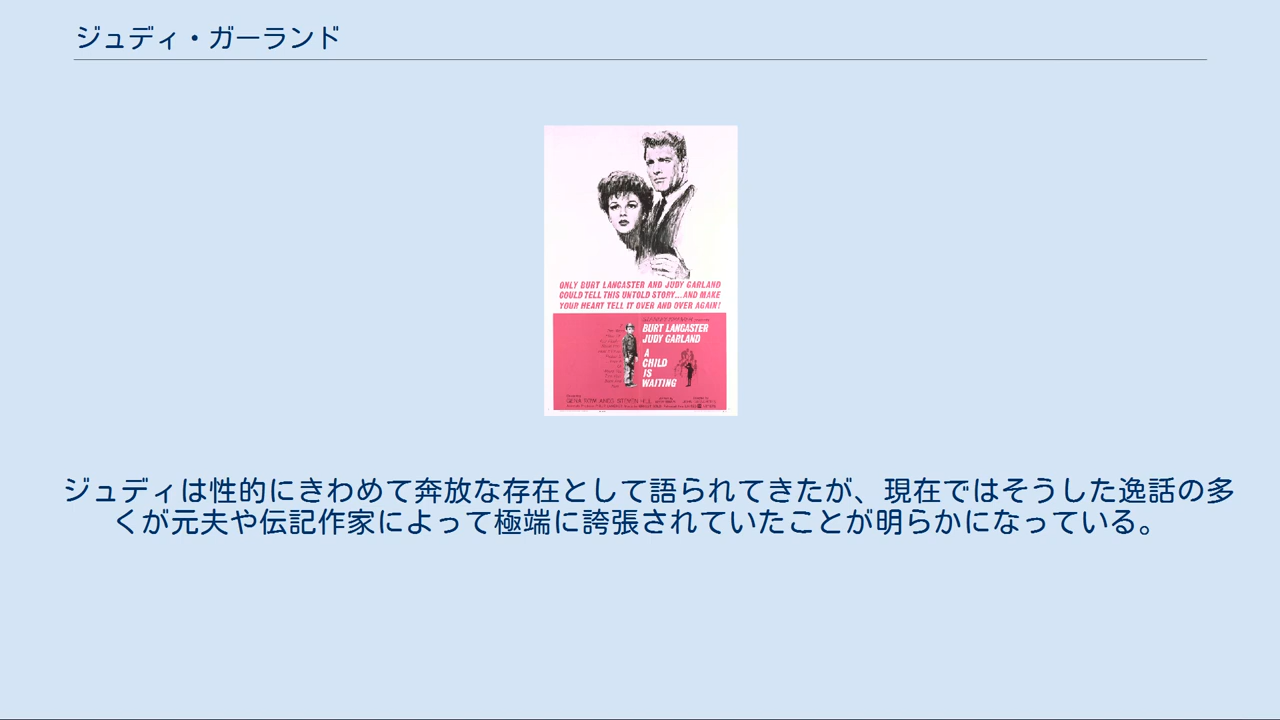 ジュディ・ガーランド
ONLY BURT LANCASTER AND JUDY GARLAND
COULD TELL THIS UNTOLD STORY...AND MAKE
YOUR HEART TELL IT OVER AND OVER AGAIN!
BURT LANCASTER
JUDY GARLAND
A
CHILD
IS
WAITING
ジュディは性的にきわめて奔放な存在として語られてきたが、現在ではそうした逸話の多
くが元夫や伝記作家によって極端に誇張されていたことが明らかになっている。